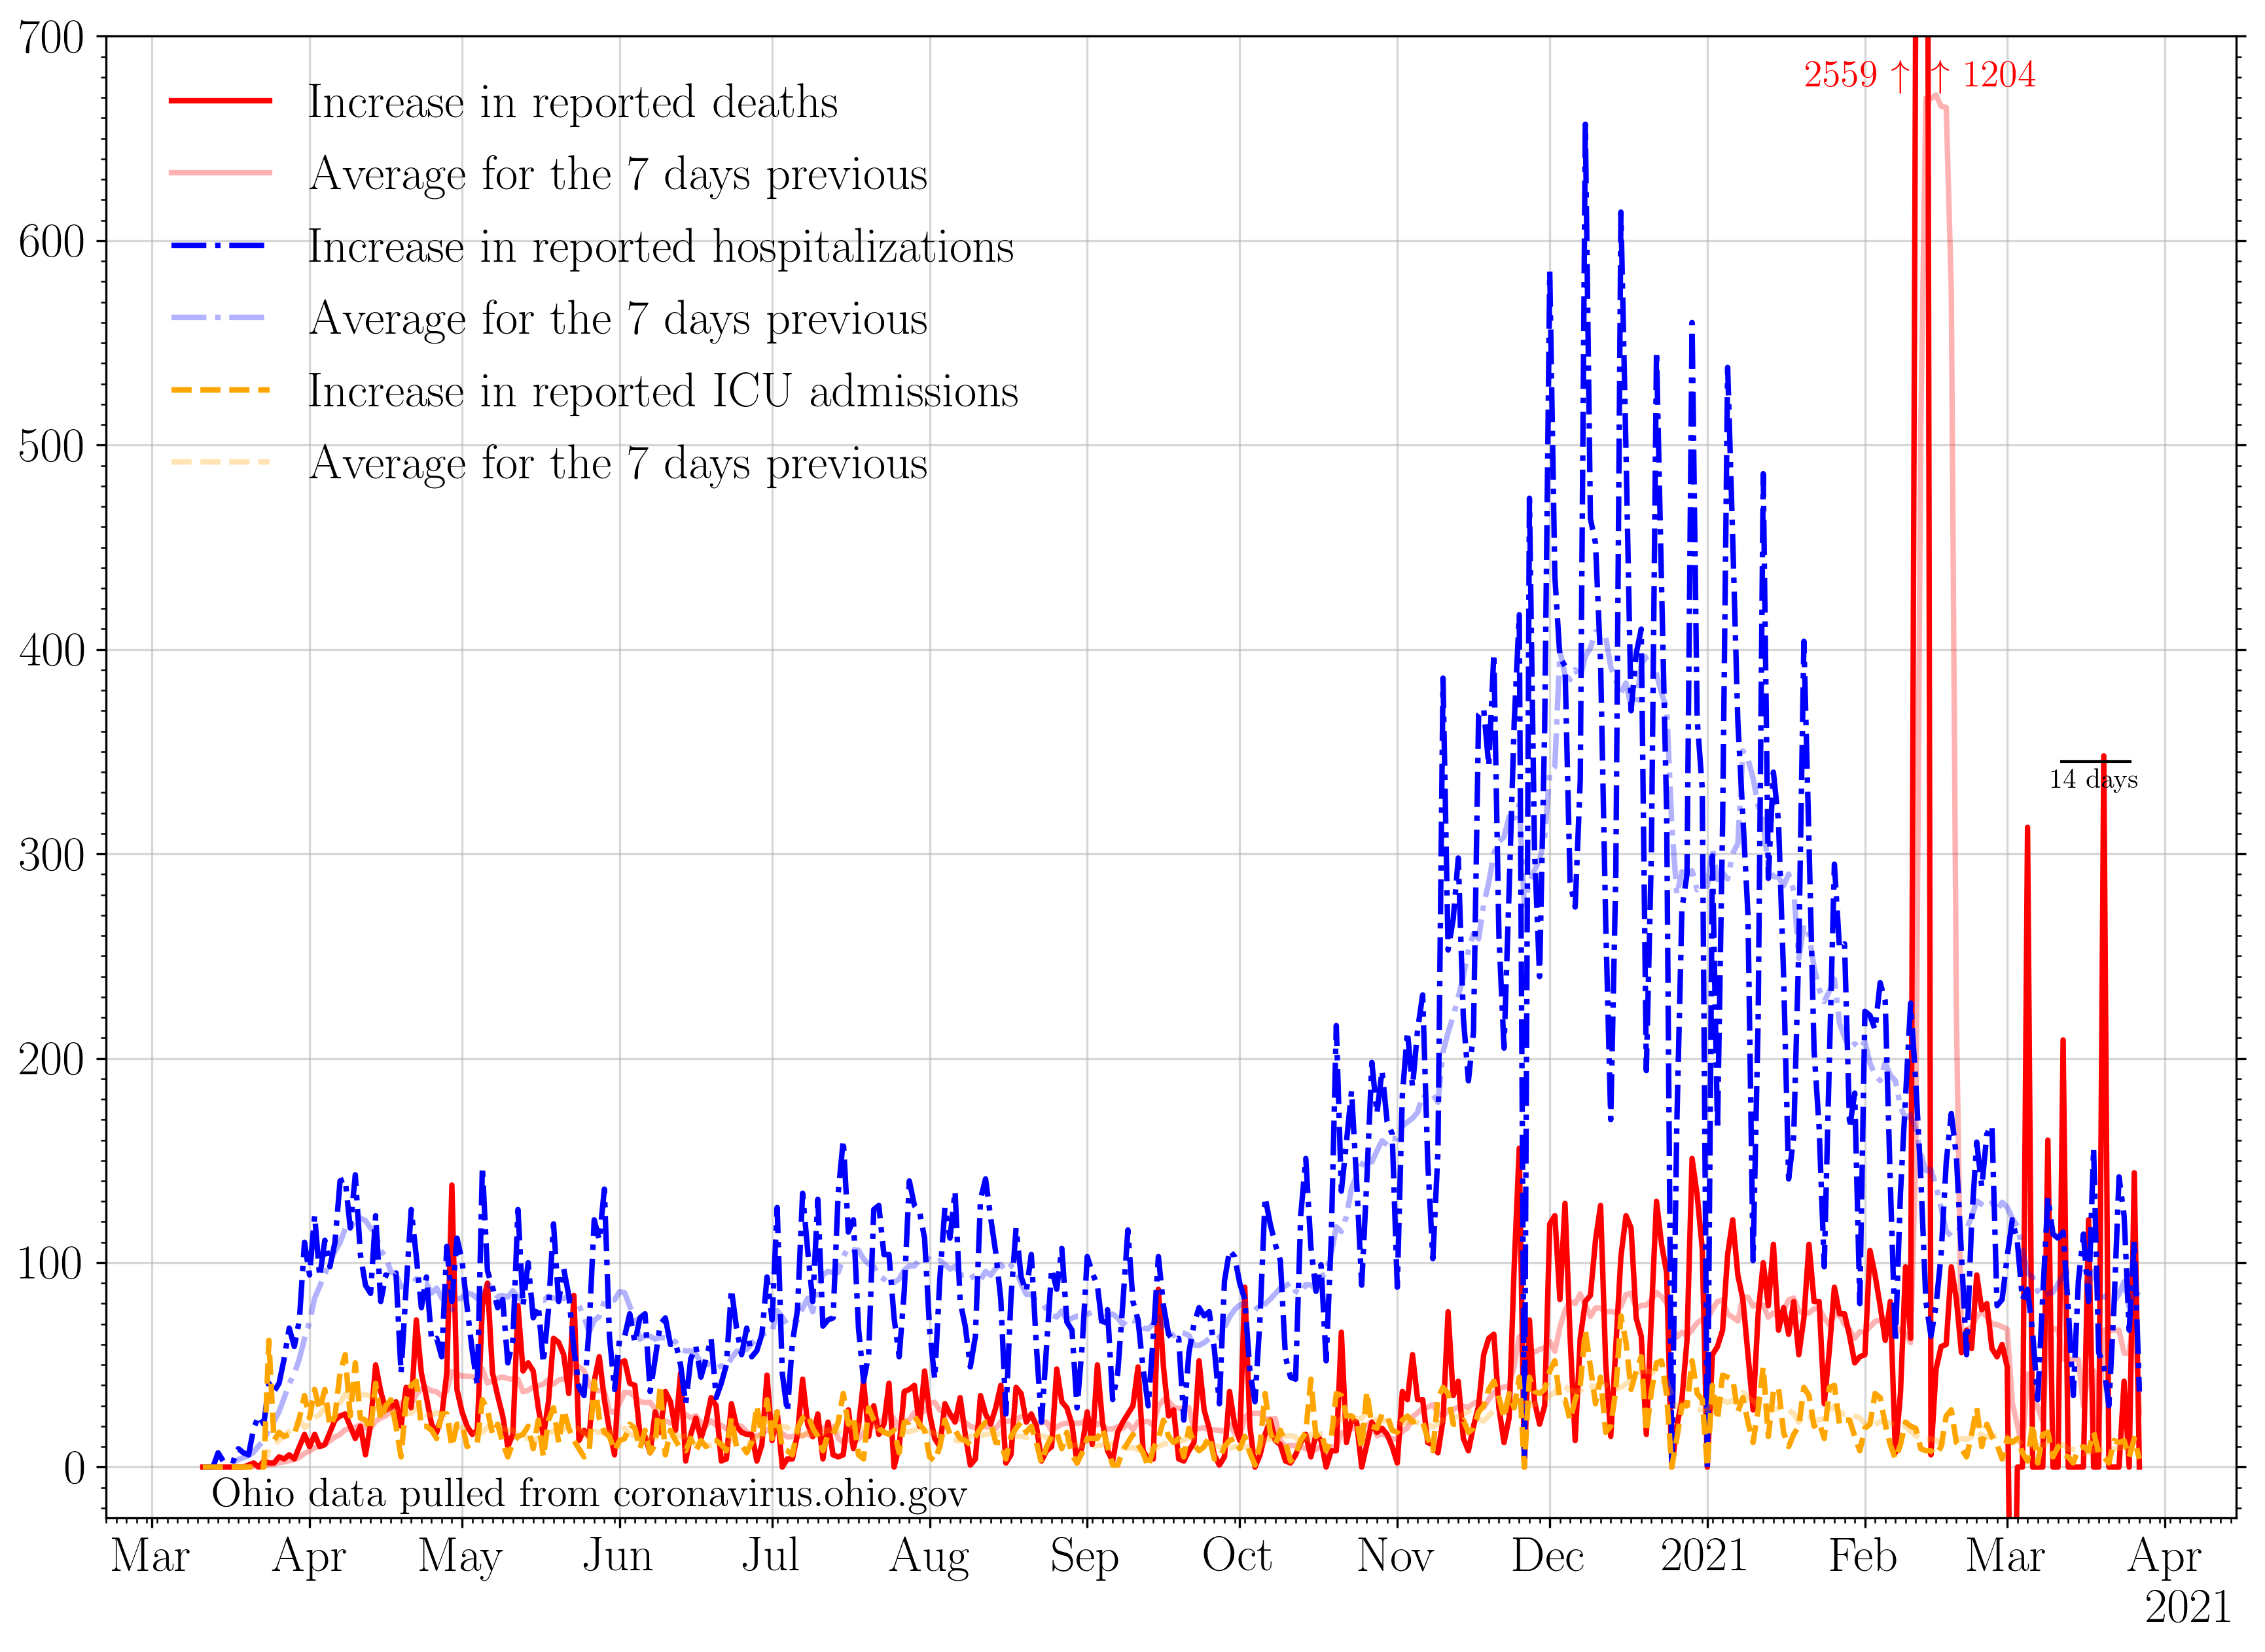 700
600
500
400
300
200
100
0
Increase in reported deaths
Average for the 7 days previous
Increase in reported hospitalizations
Average for the 7 days previous
Increase in reported ICU admissions
Average for the 7 days previous
2559 ↑ ↑ 1204
14 days
Ohio data pulled from coronavirus.ohio.gov
Mar Apr May Jun Jul Aug Sep Oct Nov Dec 2021 Feb Mar Apr
2021